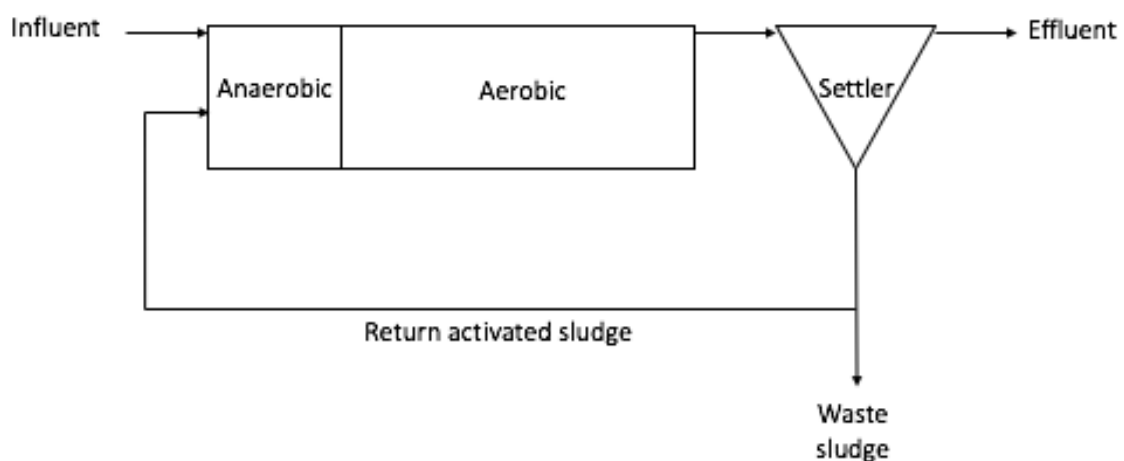 Influent
Effluent
Anaerobic
Aerobic
Settler
Return activated sludge
Waste
sludge